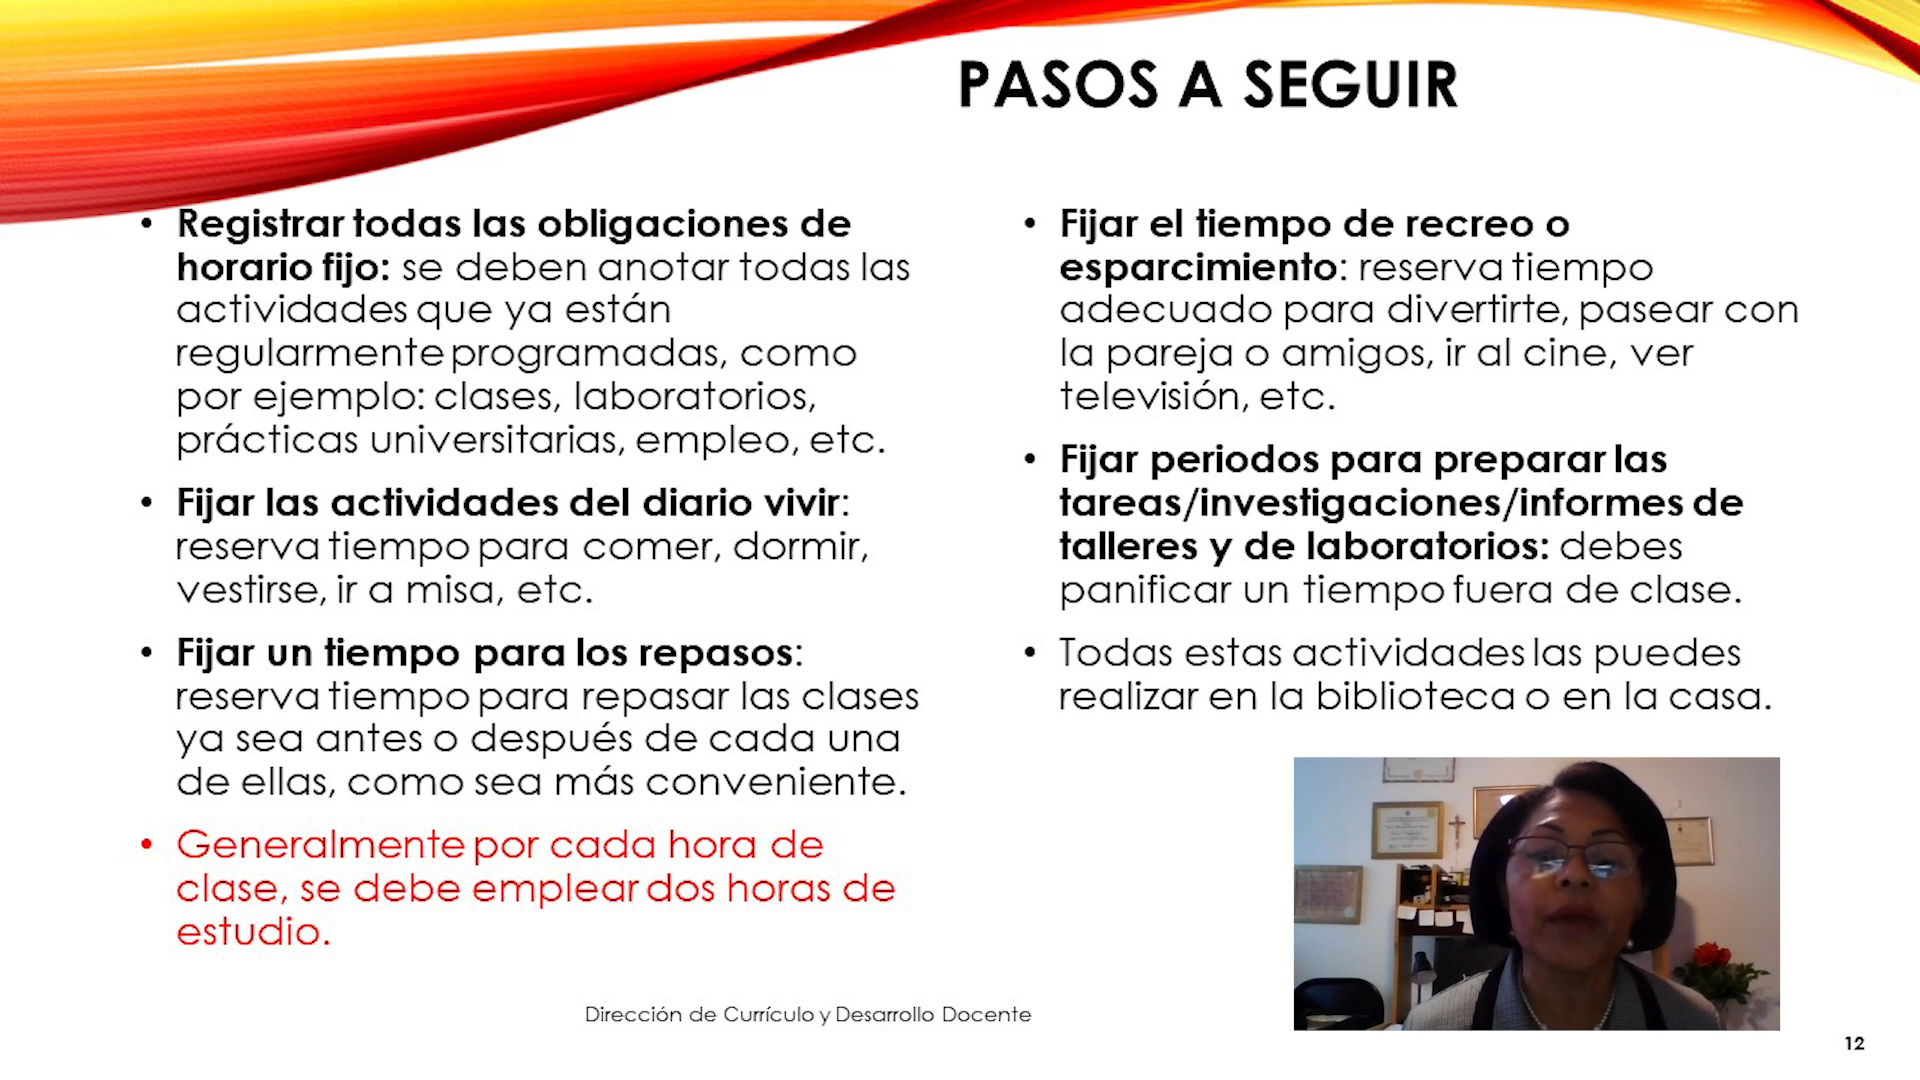 PASOS A SEGUIR
• Registrar todas las obligaciones de
horario fijo: se deben anotar todas las
actividades que ya están
regularmente programadas, como
por ejemplo: clases, laboratorios,
prácticas universitarias, empleo, etc.
• Fijar las actividades del diario vivir:
reserva tiempo para comer, dormir,
vestirse, ir a misa, etc.
• Fijar un tiempo para los repasos:
reserva tiempo para repasar las clases
ya sea antes o después de cada una
de ellas, como sea más conveniente.
• Generalmente por cada hora de
clase, se debe emplear dos horas de
estudio.
• Fijar el tiempo de recreo o
esparcimiento: reserva tiempo
adecuado para divertirte, pasear con
la pareja o amigos, ir al cine, ver
televisión, etc.
• Fijar periodos para preparar las
tareas/investigaciones/informes de
talleres y de laboratorios: debes
panificar un tiempo fuera de clase.
• Todas estas actividades las puedes
realizar en la biblioteca o en la casa.
Dirección de Currículo y Desarrollo Docente
12